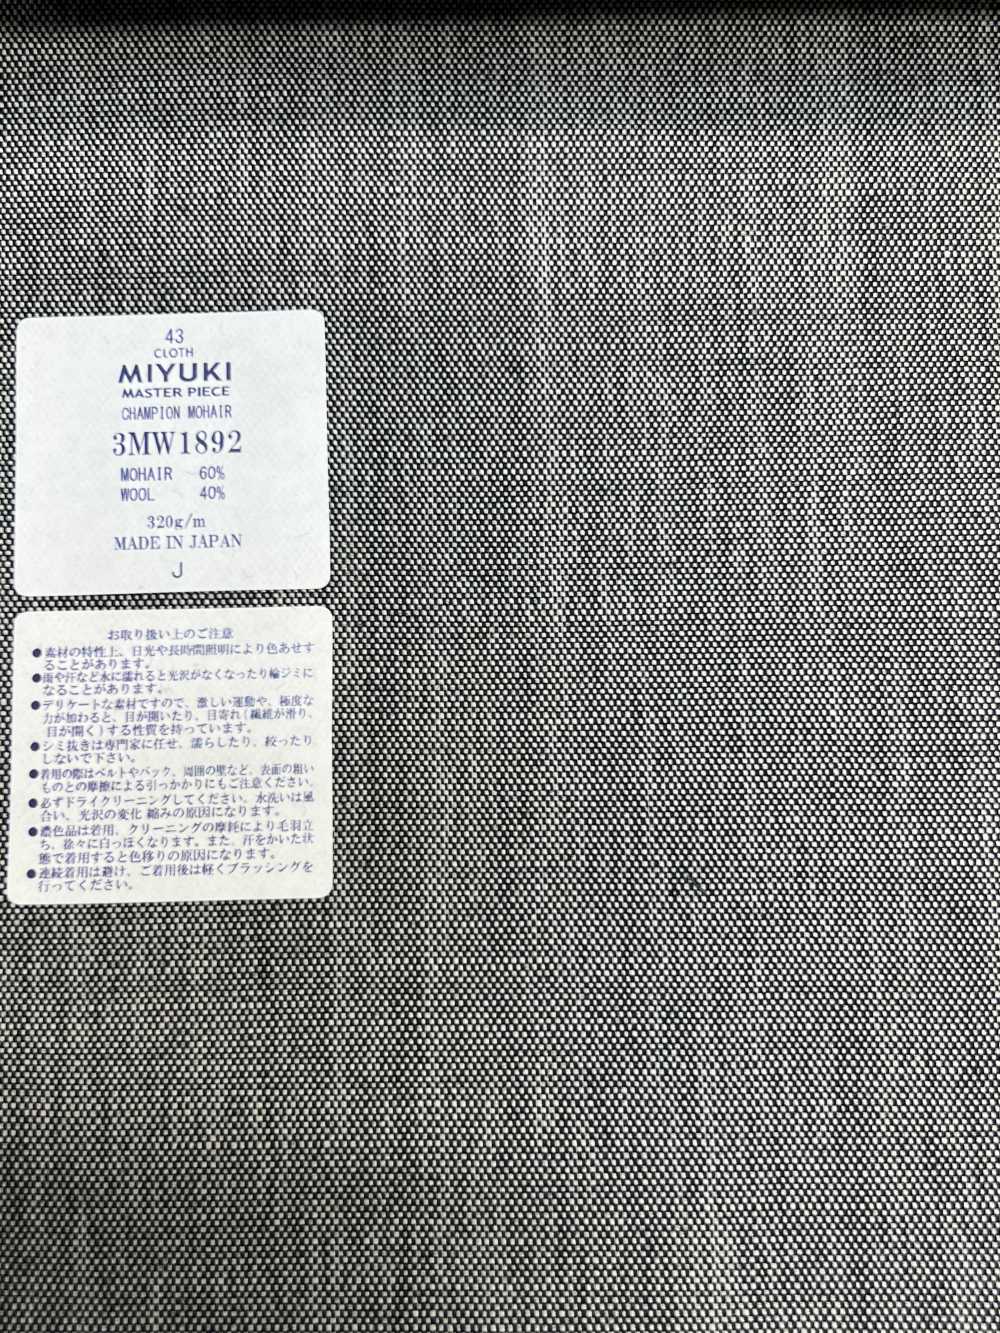 43
CLOTH
MIYUKI
MASTER PIECE
CHAMPION MOHAIR
3MW1892
MOHAIR 60%
WOOL 40%
320g/m
MADE IN JAPAN
J
お取り扱い上のご注意
●素材の特性上、日光や長時間照明により色あせす
ることがあります。
●雨や汗など水に濡れると光沢がなくなったり輪ジミに
なることがあります。
●デリケートな素材ですので、激しい運動や、極度な
力が加わると、目が開いたり、目寄れ(繊維が滑り、
目が開く)する性質を持っています。
●シミ抜きは専門家に任せ、濡らしたり、絞ったり
しないで下さい。
●着用の際はベルトやバック、周囲の壁など、表面の粗い
ものとの摩擦による引っかかりにもご注意ください。
●必ずドライクリーニングしてください。水洗いは風
合い、光沢の変化 縮みの原因になります。
●濃色品は着用、クリーニングの摩耗により毛羽立
ち、徐々に白っぽくなります。また、汗をかいた状
態で着用すると色移りの原因になります。
●連続着用は避け、ご着用後は軽くブラッシングを
行ってください。